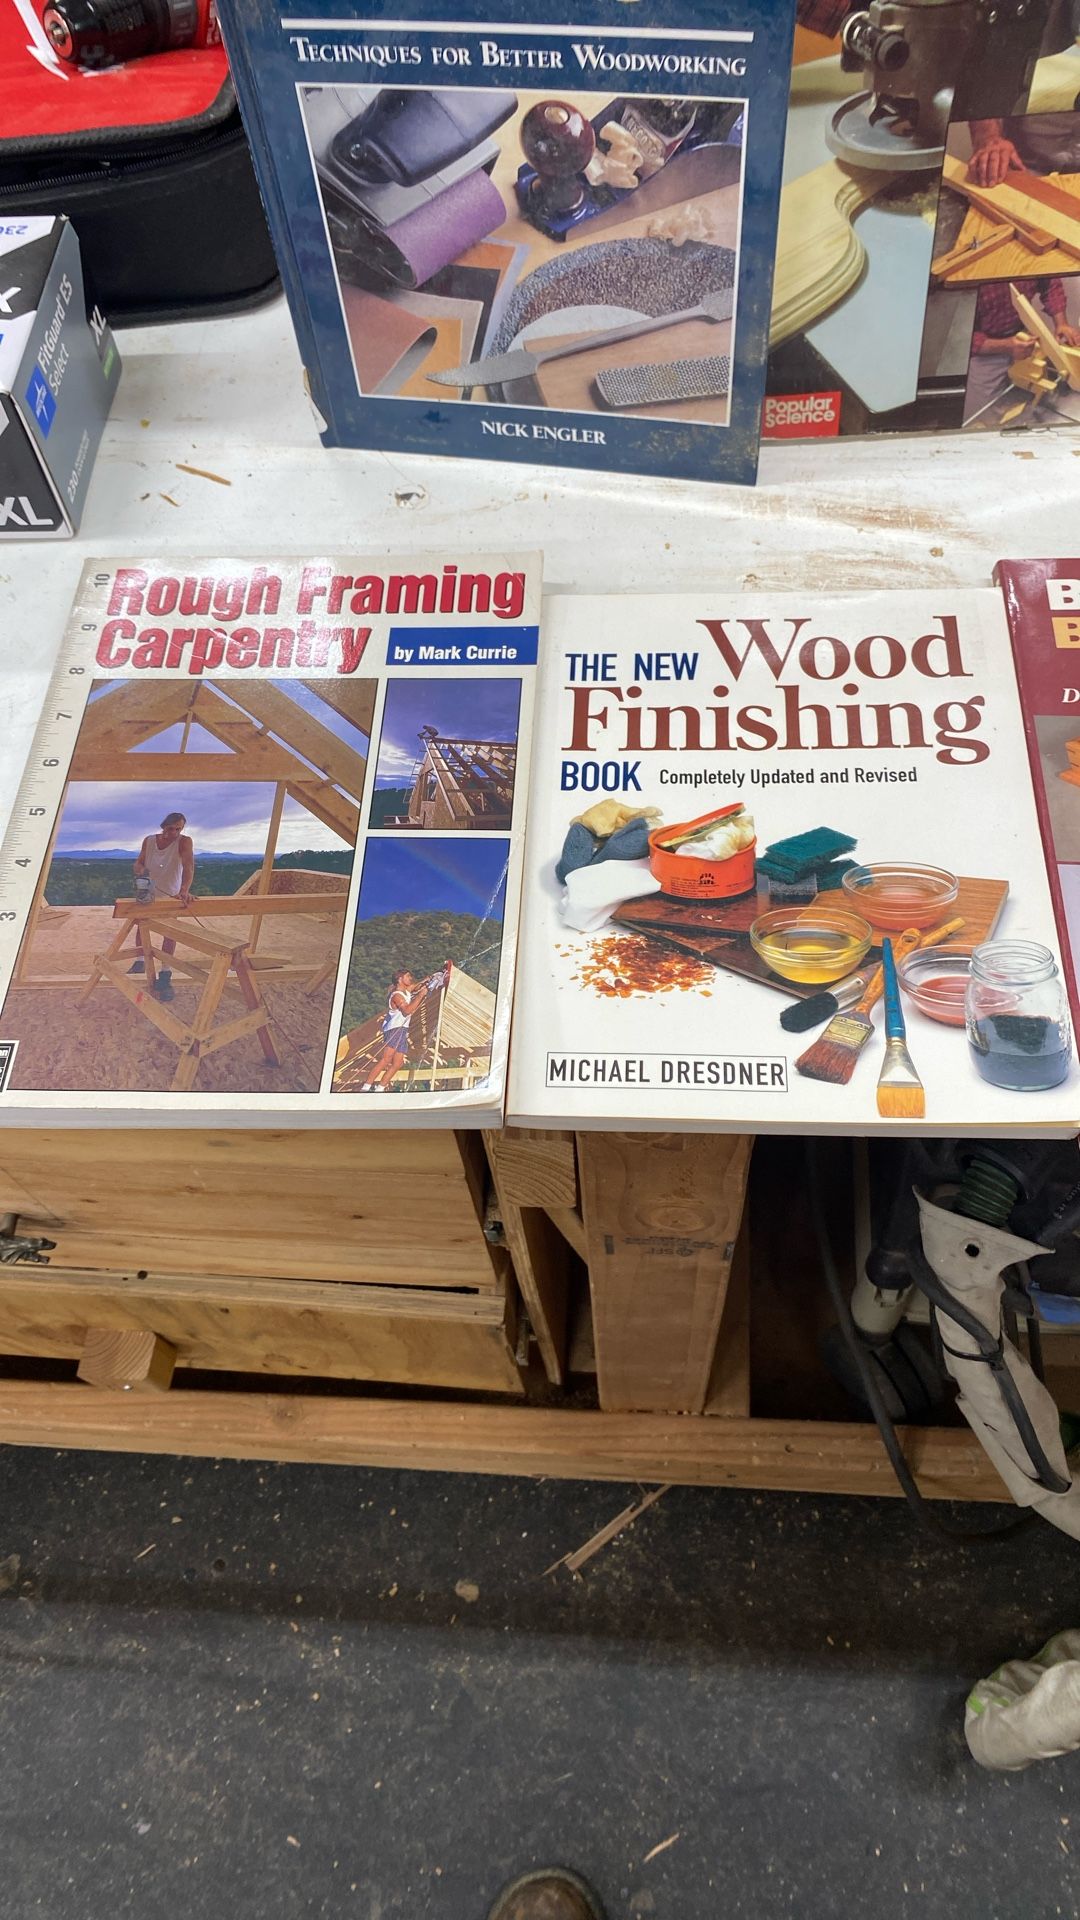 TECHNIQUES FOR BETTER WOODWORKING
NICK ENGLER
Popular
Science
FitGuard ES
Select
XL
XL
Rough Framing
Carpentry
by Mark Currie
10
9
8
7
6
5
4
3
THE NEW Wood
Finishing
BOOK Completely Updated and Revised
MICHAEL DRESDNER